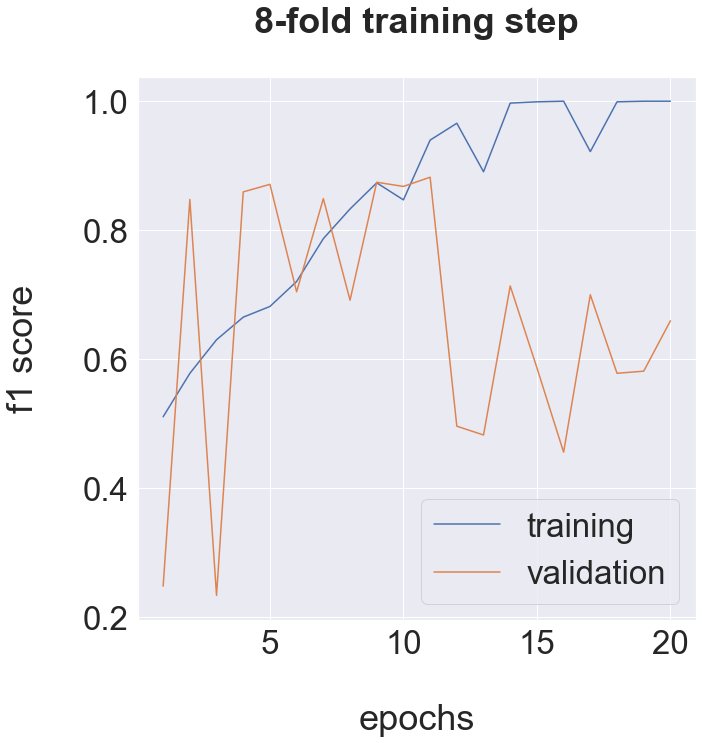 8-fold training step
1.0
0.8
0.6
0.4
0.2
f1 score
training
validation
5 10 15 20
epochs